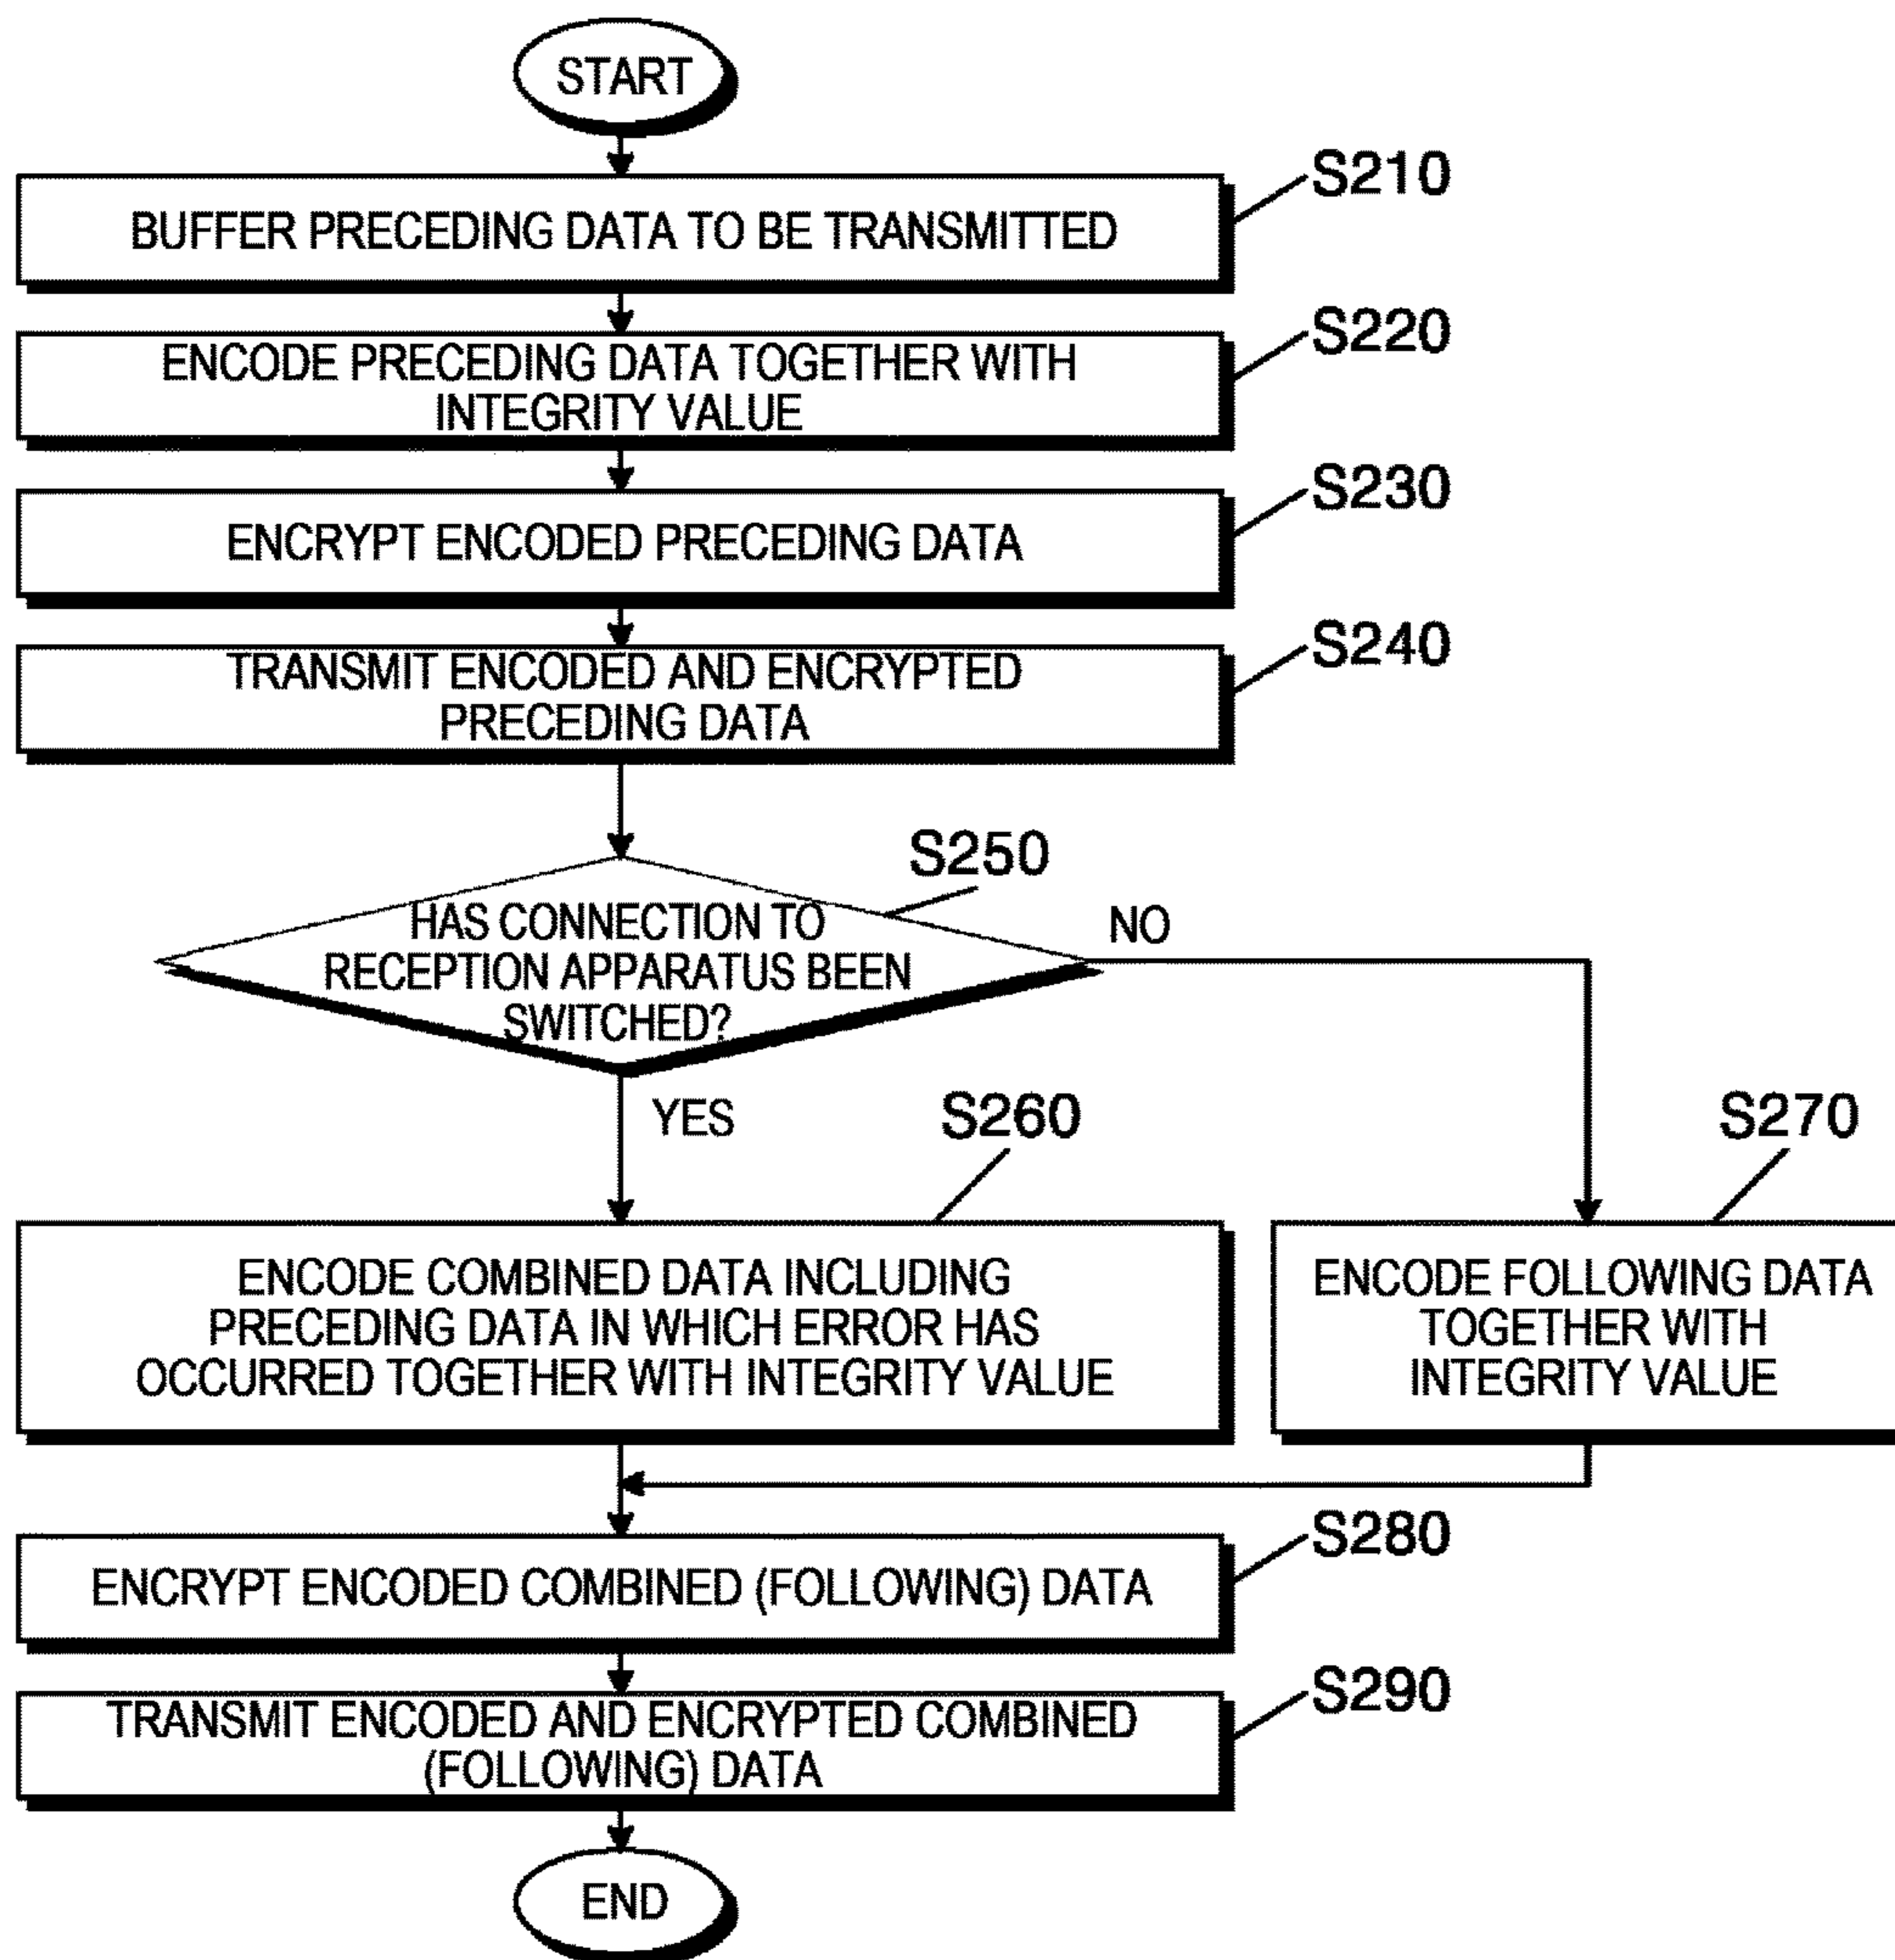 START
S210
BUFFER PRECEDING DATA TO BE TRANSMITTED
S220
ENCODE PRECEDING DATA TOGETHER WITH
INTEGRITY VALUE
S230
ENCRYPT ENCODED PRECEDING DATA
S240
TRANSMIT ENCODED AND ENCRYPTED
PRECEDING DATA
S250
HAS CONNECTION TO
RECEPTION APPARATUS BEEN
SWITCHED?
NO
YES
S260
ENCODE COMBINED DATA INCLUDING
PRECEDING DATA IN WHICH ERROR HAS
OCCURRED TOGETHER WITH INTEGRITY VALUE
S270
ENCODE FOLLOWING DATA
TOGETHER WITH
INTEGRITY VALUE
S280
ENCRYPT ENCODED COMBINED (FOLLOWING) DATA
S290
TRANSMIT ENCODED AND ENCRYPTED COMBINED
(FOLLOWING) DATA
END